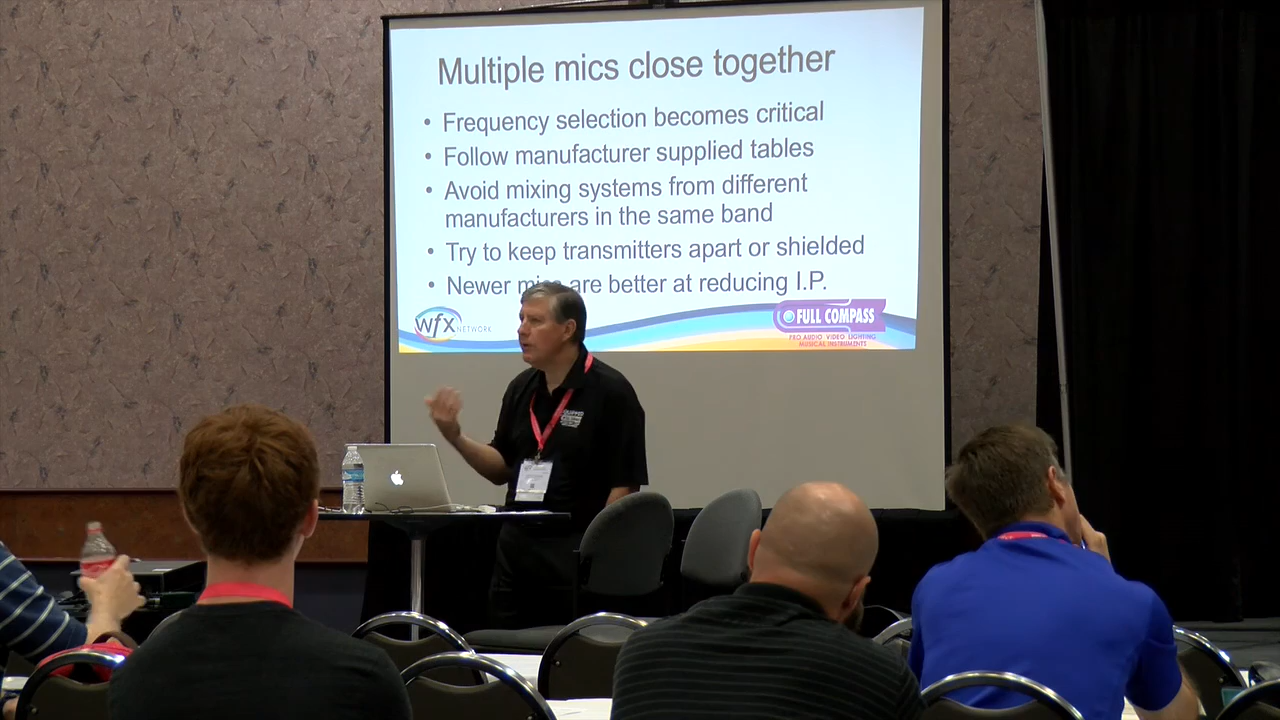 Multiple mics close together
• Frequency selection becomes critical
• Follow manufacturer supplied tables
• Avoid mixing systems from different
manufacturers in the same band
• Try to keep transmitters apart or shielded
• Newer mics are better at reducing I.P.
wfx NETWORK
FULL COMPASS
PRO AUDIO VIDEO LIGHTING
MUSICAL INSTRUMENTS